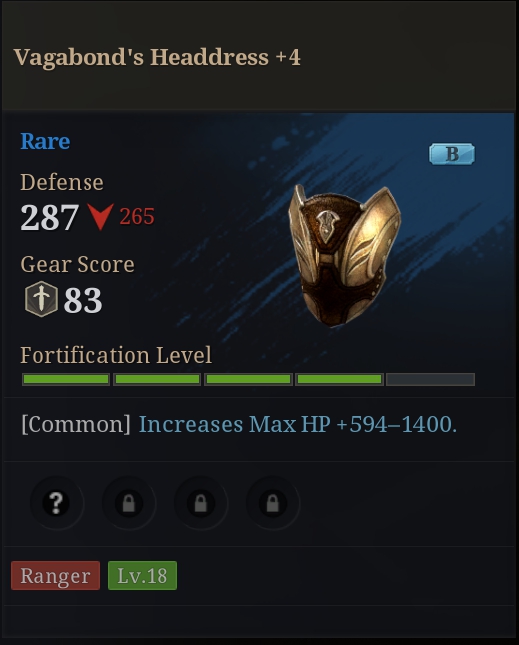 Vagabond's Headdress +4
Rare
B
Defense
287 265
Gear Score
83
Fortification Level
[Common] Increases Max HP +594–1400.
?
Ranger Lv.18